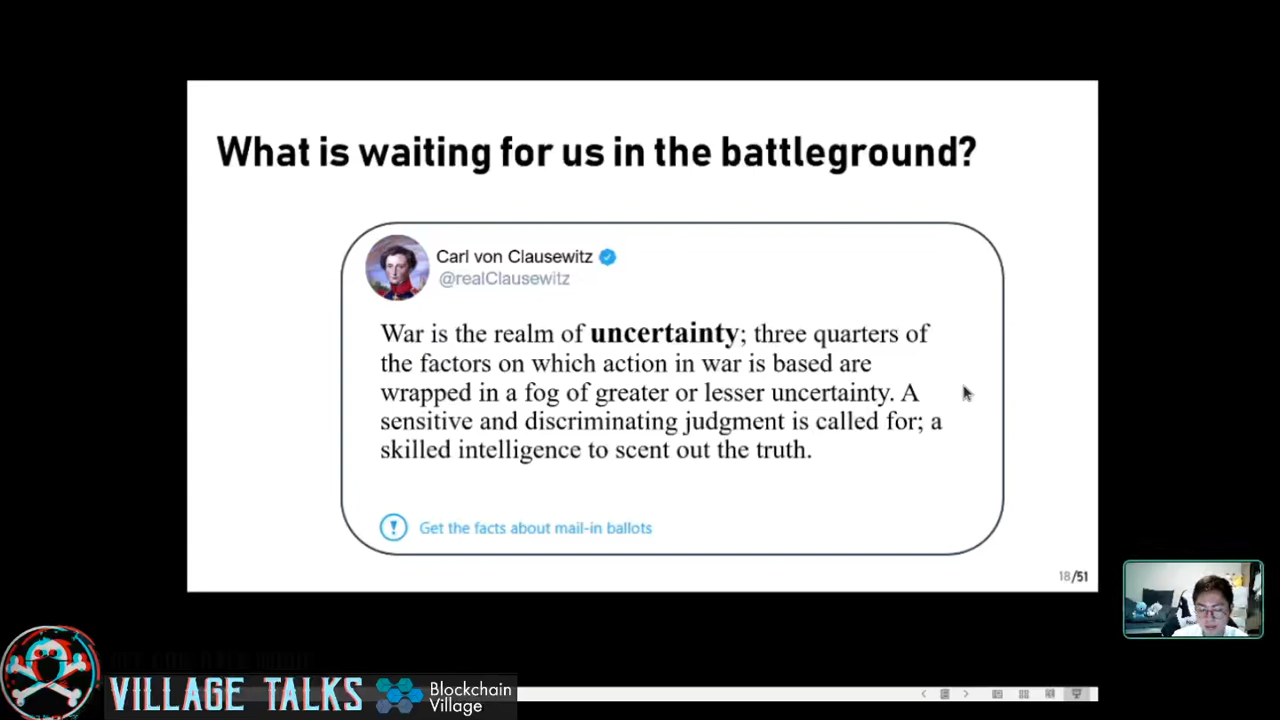 What is waiting for us in the battleground?
Carl von Clausewitz
@realClausewitz
War is the realm of uncertainty; three quarters of
the factors on which action in war is based are
wrapped in a fog of greater or lesser uncertainty. A
sensitive and discriminating judgment is called for; a
skilled intelligence to scent out the truth.
Get the facts about mail-in ballots
18/51
VILLAGE TALKS
Blockchain
Village